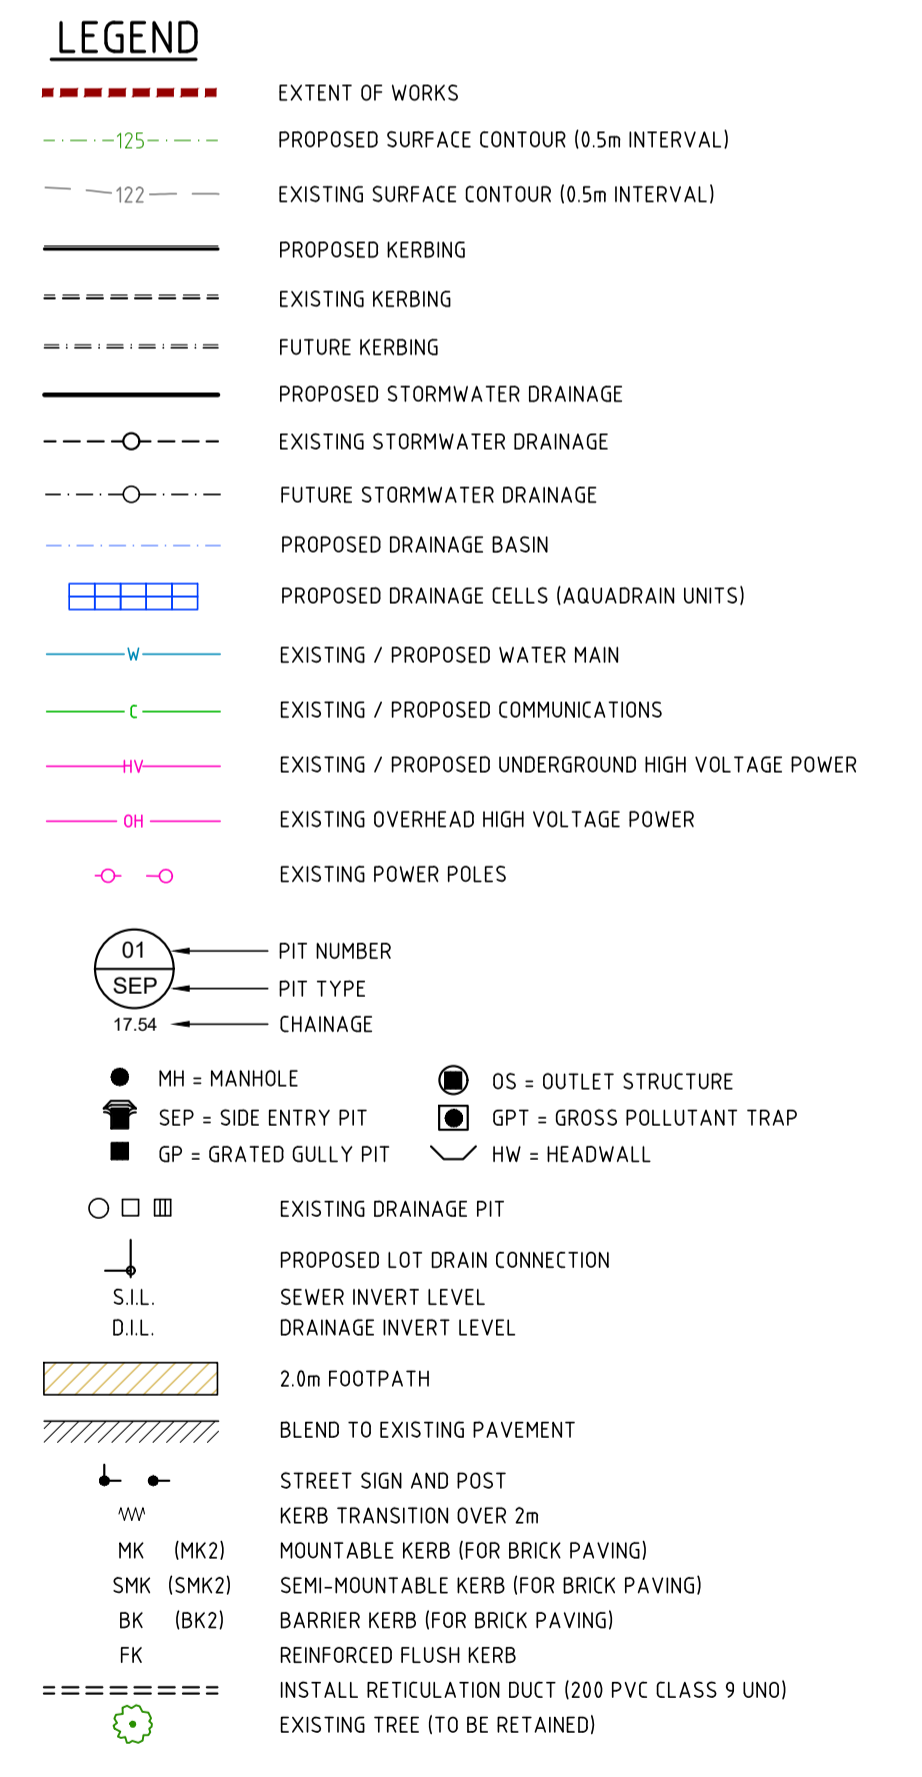 LEGEND
EXTENT OF WORKS
125 PROPOSED SURFACE CONTOUR (0.5m INTERVAL)
122 EXISTING SURFACE CONTOUR (0.5m INTERVAL)
PROPOSED KERBING
EXISTING KERBING
FUTURE KERBING
PROPOSED STORMWATER DRAINAGE
EXISTING STORMWATER DRAINAGE
FUTURE STORMWATER DRAINAGE
PROPOSED DRAINAGE BASIN
PROPOSED DRAINAGE CELLS (AQUADRAIN UNITS)
W EXISTING / PROPOSED WATER MAIN
C EXISTING / PROPOSED COMMUNICATIONS
HV EXISTING / PROPOSED UNDERGROUND HIGH VOLTAGE POWER
OH EXISTING OVERHEAD HIGH VOLTAGE POWER
EXISTING POWER POLES
01 PIT NUMBER
SEP PIT TYPE
17.54 CHAINAGE
MH = MANHOLE OS = OUTLET STRUCTURE
SEP = SIDE ENTRY PIT GPT = GROSS POLLUTANT TRAP
GP = GRATED GULLY PIT HW = HEADWALL
EXISTING DRAINAGE PIT
PROPOSED LOT DRAIN CONNECTION
S.I.L. SEWER INVERT LEVEL
D.I.L. DRAINAGE INVERT LEVEL
2.0m FOOTPATH
BLEND TO EXISTING PAVEMENT
STREET SIGN AND POST
KERB TRANSITION OVER 2m
MK (MK2) MOUNTABLE KERB (FOR BRICK PAVING)
SMK (SMK2) SEMI-MOUNTABLE KERB (FOR BRICK PAVING)
BK (BK2) BARRIER KERB (FOR BRICK PAVING)
FK REINFORCED FLUSH KERB
INSTALL RETICULATION DUCT (200 PVC CLASS 9 UNO)
EXISTING TREE (TO BE RETAINED)